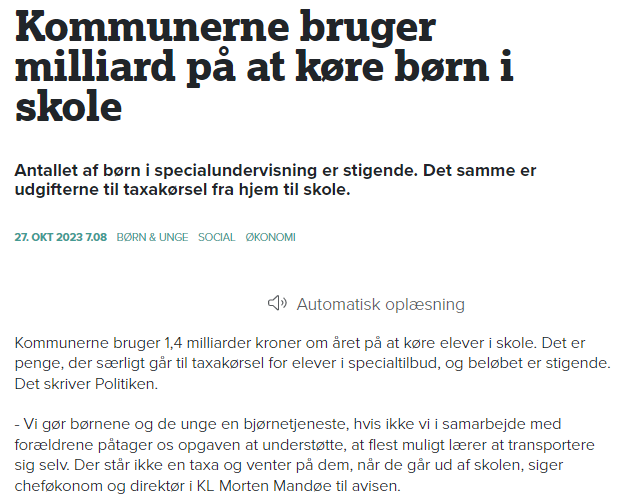 Kommunerne bruger
milliard på at køre børn i
skole
Antallet af børn i specialundervisning er stigende. Det samme er
udgifterne til taxakørsel fra hjem til skole.
27. OKT 2023 7.08 BØRN & UNGE SOCIAL ØKONOMI
Automatisk oplæsning
Kommunerne bruger 1,4 milliarder kroner om året på at køre elever i skole. Det er
penge, der særligt går til taxakørsel for elever i specialtilbud, og beløbet er stigende.
Det skriver Politiken.
- Vi gør børnene og de unge en bjørnetjeneste, hvis ikke vi i samarbejde med
forældrene påtager os opgaven at understøtte, at flest muligt lærer at transportere
sig selv. Der står ikke en taxa og venter på dem, når de går ud af skolen, siger
cheføkonom og direktør i KL Morten Mandøe til avisen.